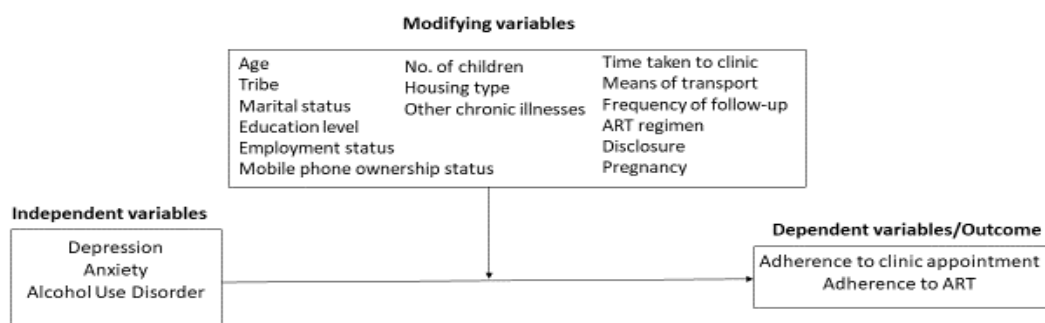 Modifying variables
Age
Tribe
Marital status
Education level
Employment status
Mobile phone ownership status
No. of children
Housing type
Other chronic illnesses
Time taken to clinic
Means of transport
Frequency of follow-up
ART regimen
Disclosure
Pregnancy
Independent variables
Depression
Anxiety
Alcohol Use Disorder
Dependent variables/Outcome
Adherence to clinic appointment
Adherence to ART